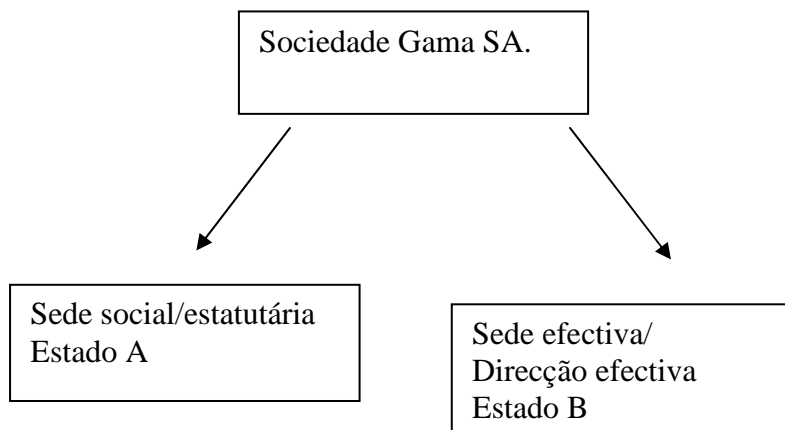 Sociedade Gama SA.
Sede social/estatutária
Estado A
Sede efectiva/
Direcção efectiva
Estado B